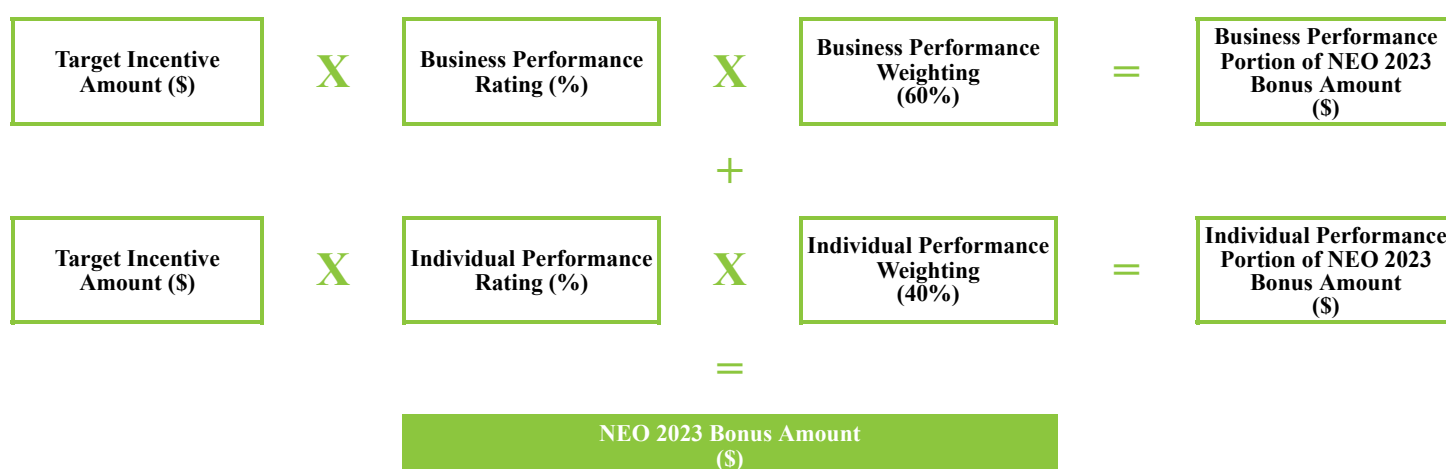 Target Incentive
Amount ($)
X
Business Performance
Rating (%)
X
Business Performance
Weighting
(60%)
=
Business Performance
Portion of NEO 2023
Bonus Amount
($)
+
Target Incentive
Amount ($)
X
Individual Performance
Rating (%)
X
Individual Performance
Weighting
(40%)
=
Individual Performance
Portion of NEO 2023
Bonus Amount
($)
=
NEO 2023 Bonus Amount
($)